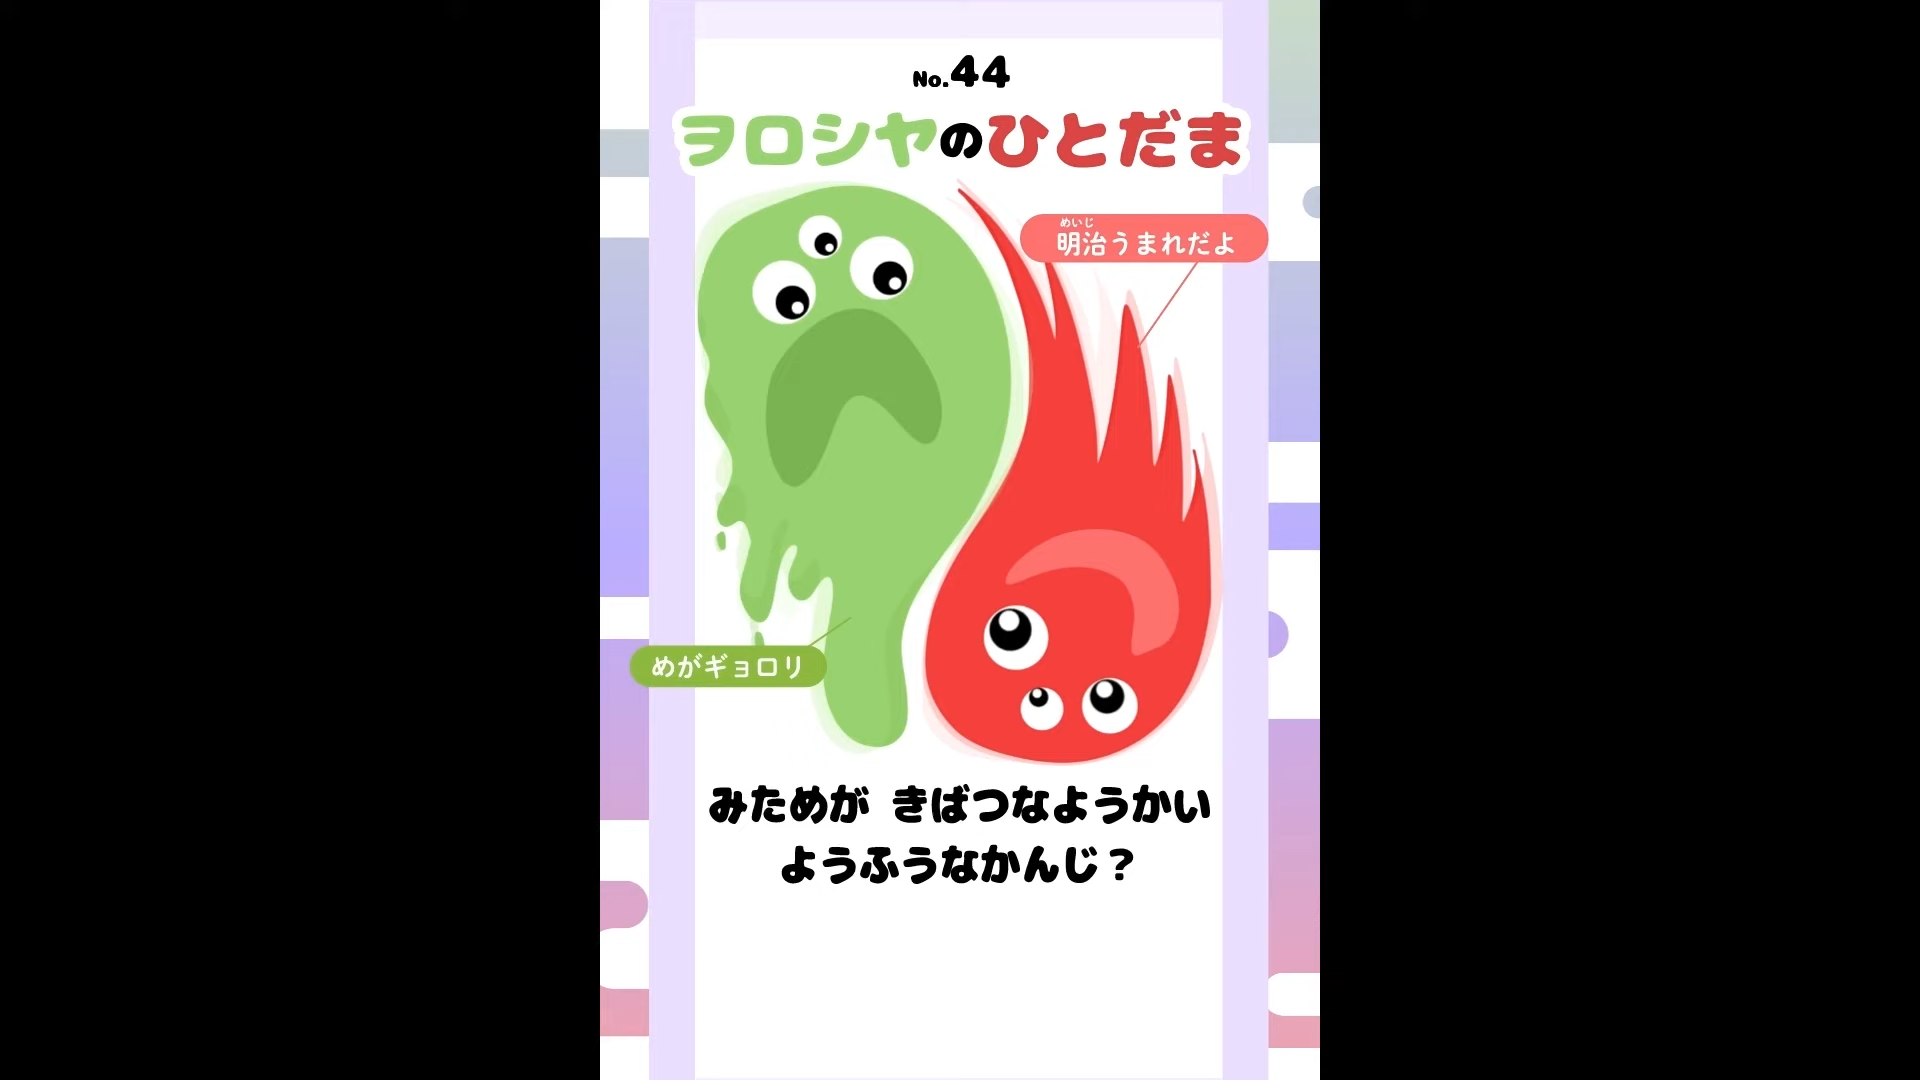 No.44
ヲロシヤのひとだま
めいじ
明治うまれだよ
めがギョロリ
みためが きばつなようかい
ようふうなかんじ？